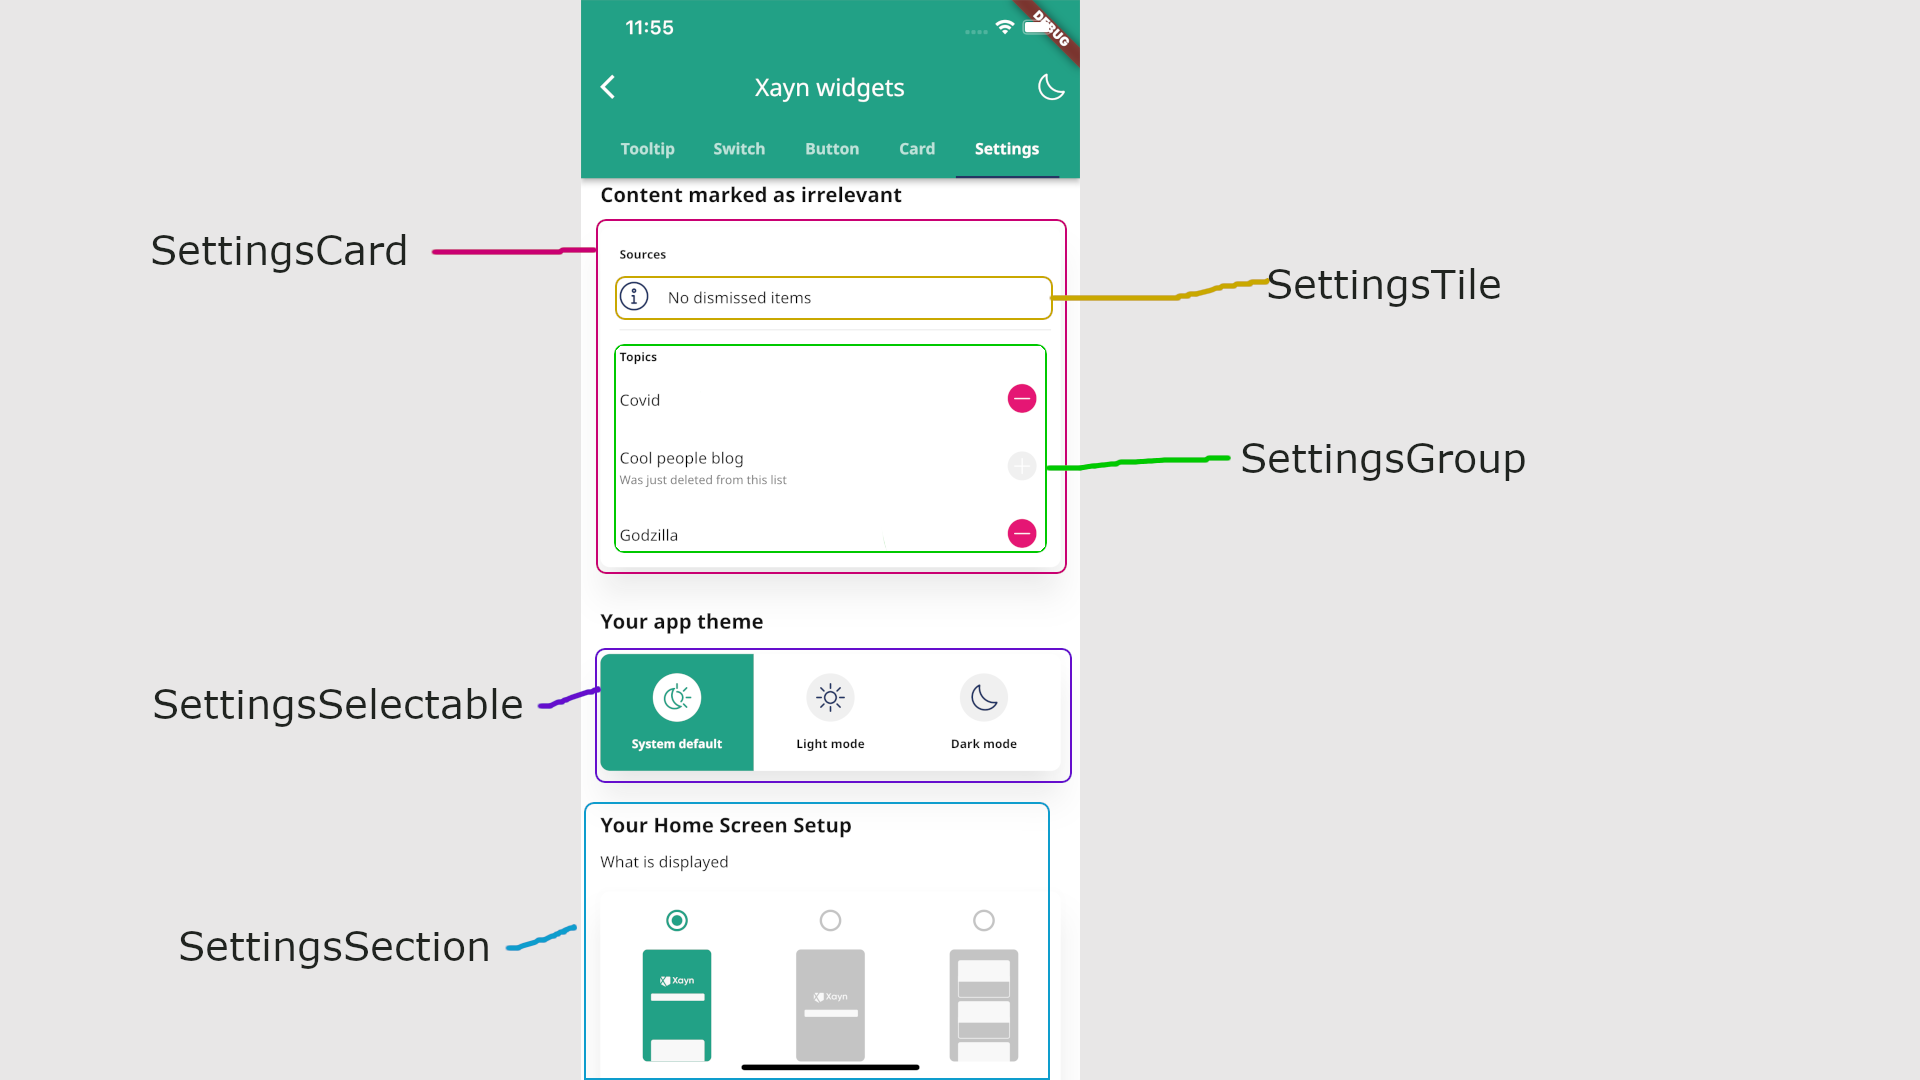 11:55
DEBUG
Xayn widgets
Tooltip Switch Button Card Settings
Content marked as irrelevant
SettingsCard
Sources
SettingsTile
No dismissed items
Topics
Covid
SettingsGroup
Cool people blog
Was just deleted from this list
Godzilla
Your app theme
SettingsSelectable
System default Light mode Dark mode
Your Home Screen Setup
What is displayed
SettingsSection
Xayn
Xayn